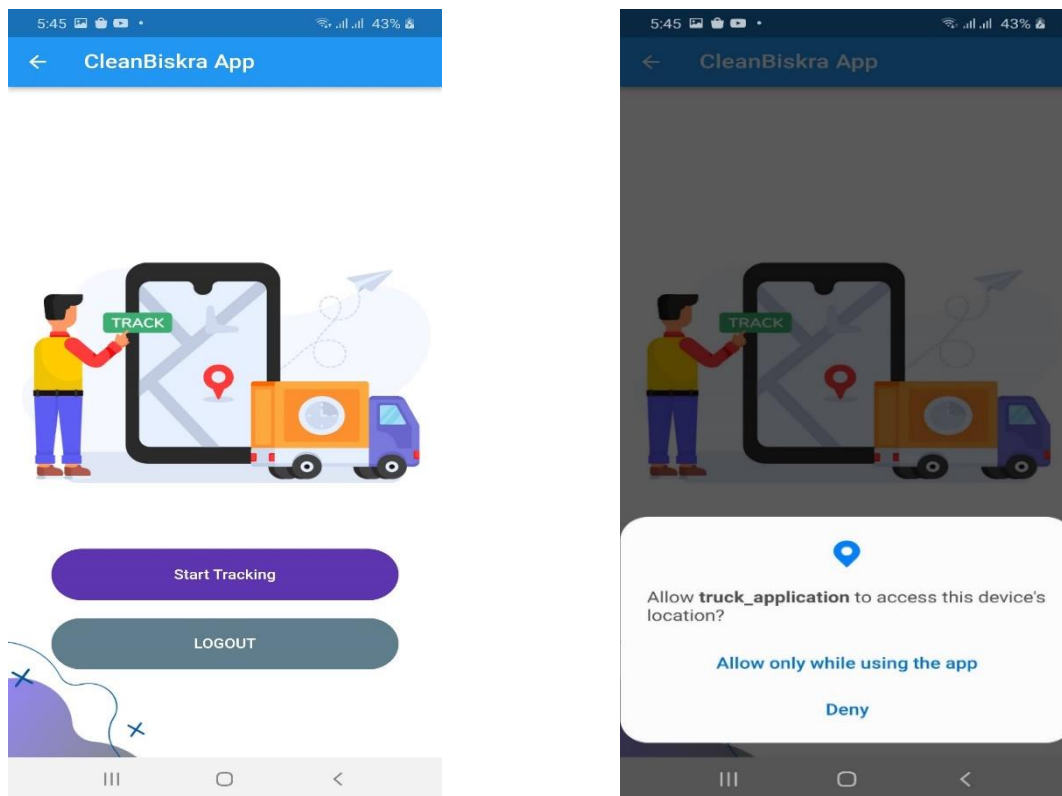 5:45
43%
CleanBiskra App
TRACK
Start Tracking
LOGOUT
5:45
43%
CleanBiskra App
TRACK
Allow truck_application to access this device's
location?
Allow only while using the app
Deny